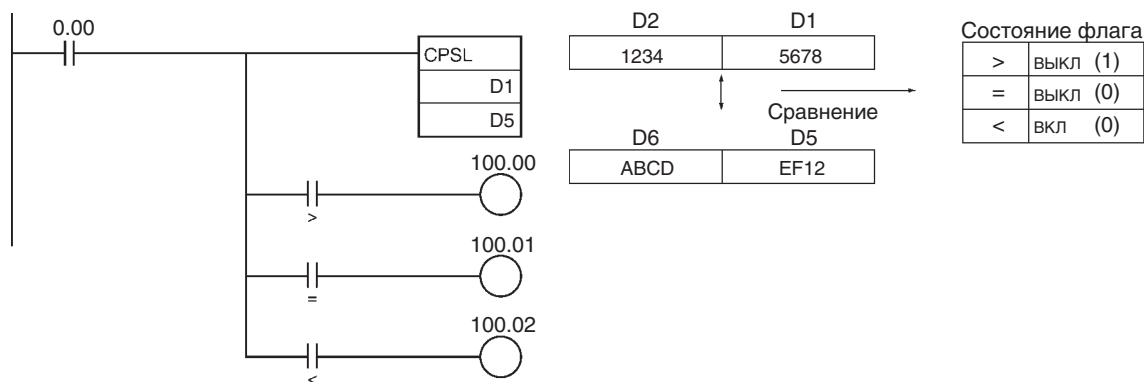 0.00
CPSL
D1
D5
100.00
>
100.01
=
100.02
<
D2 D1
1234 5678
Сравнение
D6 D5
ABCD EF12
Состояние флага
> ВЫКЛ (1)
= ВЫКЛ (0)
< ВКЛ (0)